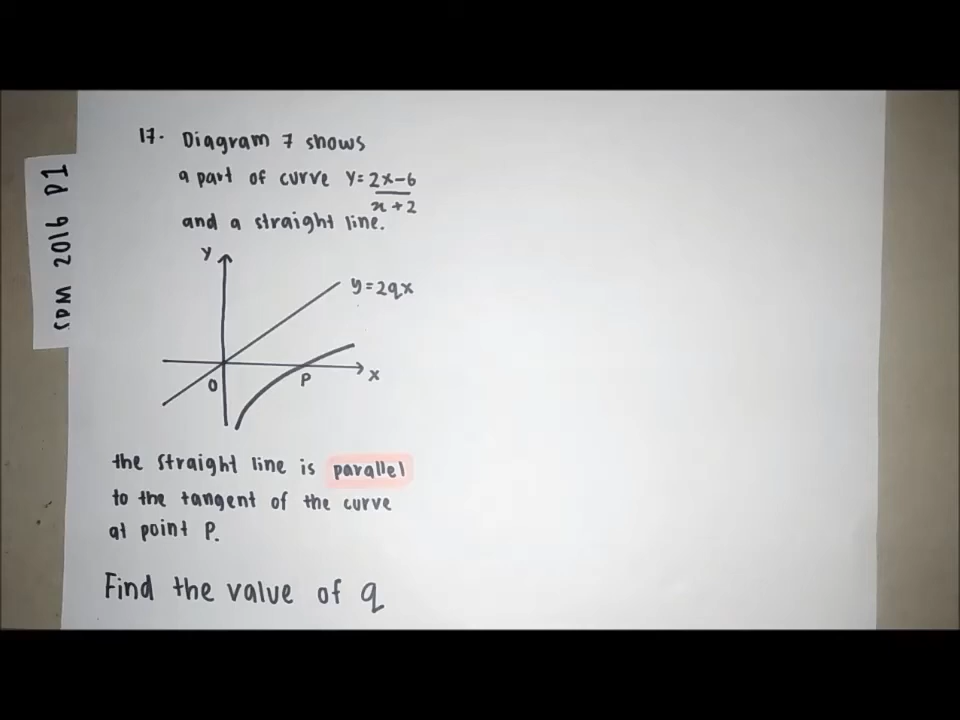 SPM 2016 P1
17. Diagram 7 shows
a part of curve y = 2x-6
x+2
and a straight line.
y
y = 2qx
O
P
x
the straight line is parallel
to the tangent of the curve
at point P.
Find the value of q